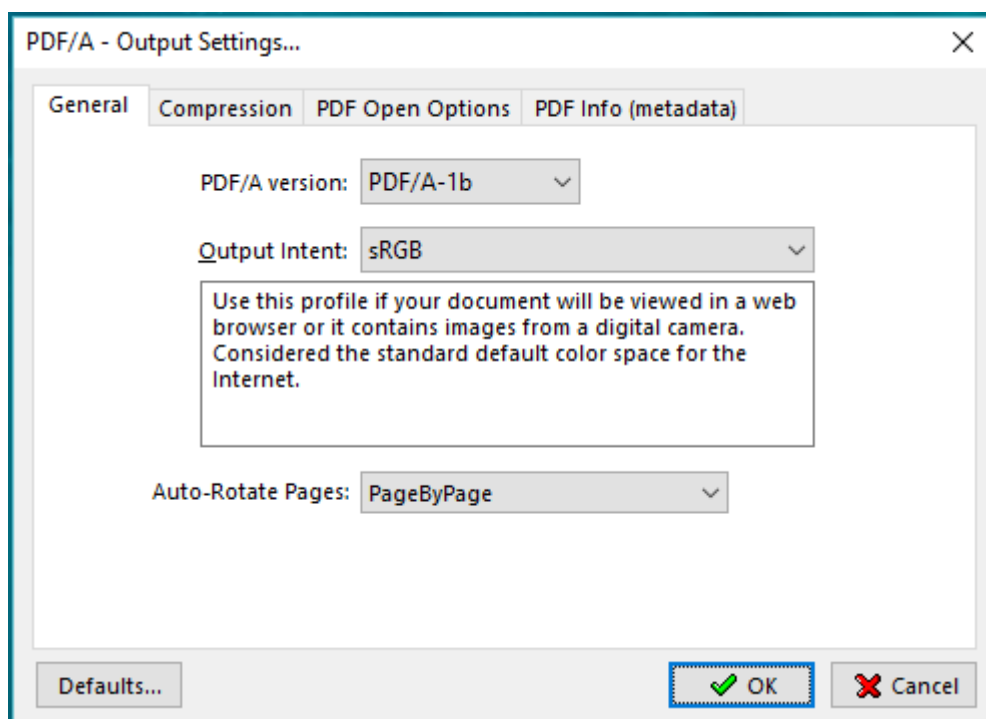 PDF/A - Output Settings...
General Compression PDF Open Options PDF Info (metadata)
PDF/A version: PDF/A-1b
Output Intent: sRGB
Use this profile if your document will be viewed in a web
browser or it contains images from a digital camera.
Considered the standard default color space for the
Internet.
Auto-Rotate Pages: PageByPage
Defaults... OK Cancel